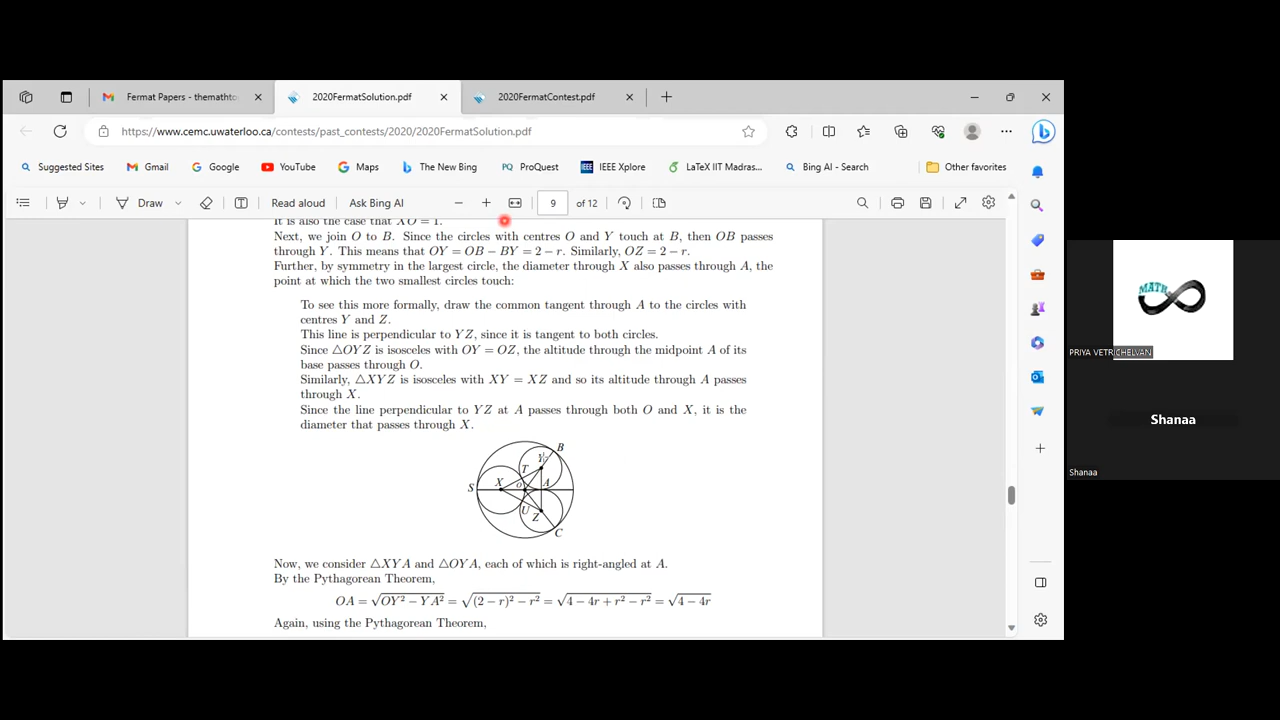 Fermat Papers - themathto
2020FermatSolution.pdf
2020FermatContest.pdf
https://www.cemc.uwaterloo.ca/contests/past_contests/2020/2020FermatSolution.pdf
Suggested Sites
Gmail
Google
YouTube
Maps
The New Bing
PQ ProQuest
IEEE IEEE Xplore
LaTeX IIT Madras...
Bing AI - Search
Other favorites
Draw
Read aloud
Ask Bing AI
9 of 12
It is also the case that XO = 1.
Next, we join O to B. Since the circles with centres O and Y touch at B, then OB passes
through Y. This means that OY = OB − BY = 2 − r. Similarly, OZ = 2 − r.
Further, by symmetry in the largest circle, the diameter through X also passes through A, the
point at which the two smallest circles touch:
To see this more formally, draw the common tangent through A to the circles with
centres Y and Z.
This line is perpendicular to YZ, since it is tangent to both circles.
Since △OYZ is isosceles with OY = OZ, the altitude through the midpoint A of its
base passes through O.
Similarly, △XYZ is isosceles with XY = XZ and so its altitude through A passes
through X.
Since the line perpendicular to YZ at A passes through both O and X, it is the
diameter that passes through X.
B
Y
T
S X O A
U
Z
C
Now, we consider △XYA and △OYA, each of which is right-angled at A.
By the Pythagorean Theorem,
OA = √(OY² − YA²) = √((2 − r)² − r²) = √(4 − 4r + r² − r²) = √(4 − 4r)
Again, using the Pythagorean Theorem,
MATH
PRIYA VETRICHELVAN
Shanaa
Shanaa